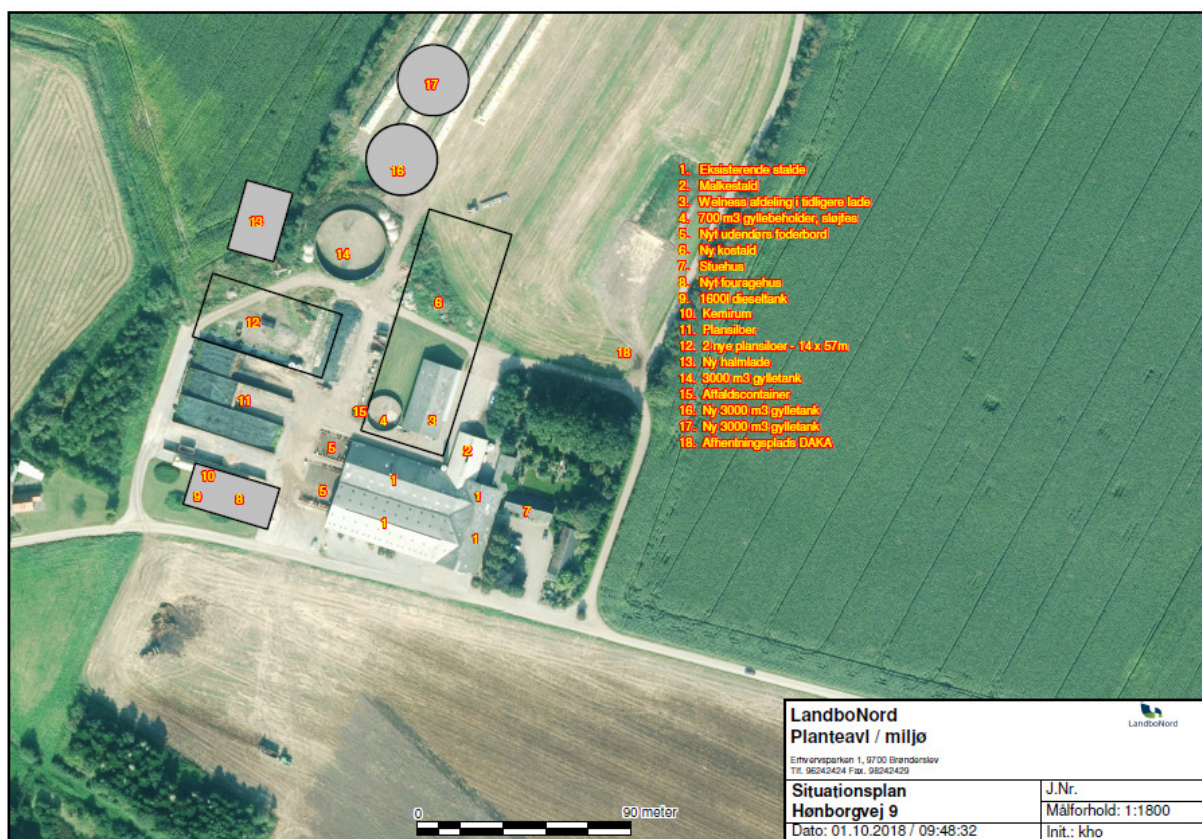 17
16
13
14
6
12
18
11
15
4
3
5
2
10
1
1
9
8
5
7
1
1
1. Eksisterende stalde
2. Malkestald
3. Welness afdeling i tidligere lade
4. 700 m3 gyllebeholder, sløjfes
5. Nyt udendørs foderbord
6. Ny kostald
7. Stuehus
8. Nyt fouragehus
9. 1600l dieseltank
10. Kemirum
11. Plansiloer
12. 2 nye plansiloer - 14 x 57m
13. Ny halmlade
14. 3000 m3 gylletank
15. Affaldscontainer
16. Ny 3000 m3 gylletank
17. Ny 3000 m3 gylletank
18. Afhentningsplads DAKA
0 90 meter
LandboNord
Planteavl / miljø
LandboNord
Erhvervsparken 1, 9700 Brønderslev
Tlf. 96242424 Fax. 98242429
Situationsplan
Hønborgvej 9
J.Nr.
Målforhold: 1:1800
Dato: 01.10.2018 / 09:48:32
Init.: kho